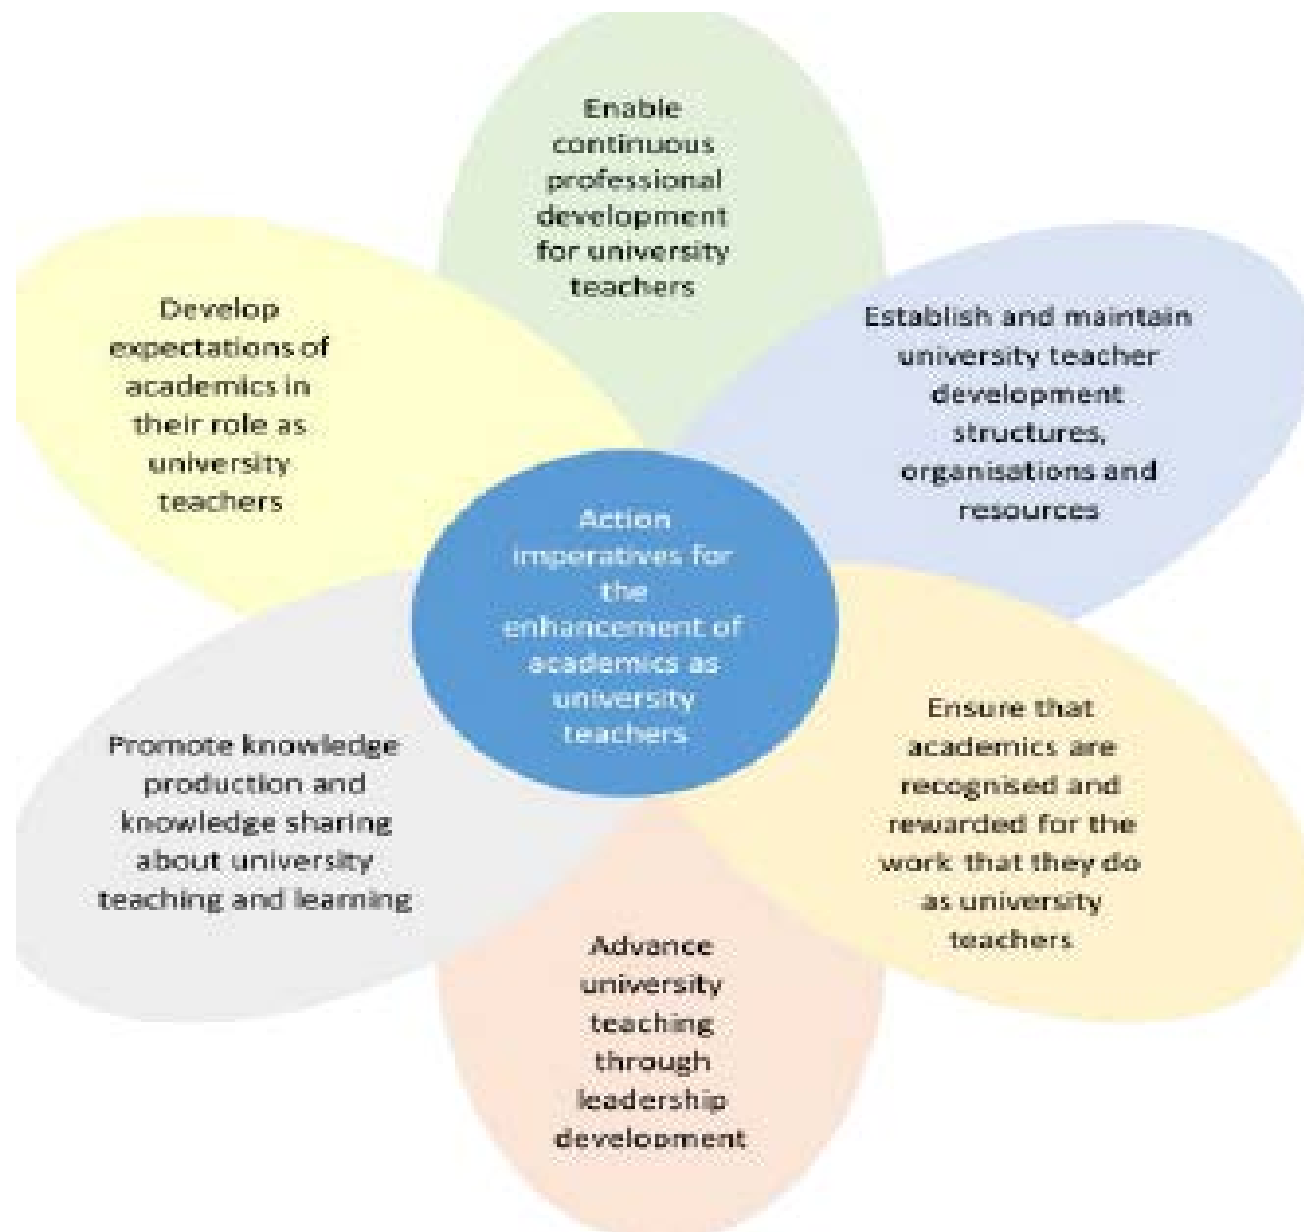 Enable
continuous
professional
development
for university
teachers
Establish and maintain
university teacher
development
structures,
organisations and
resources
Ensure that
academics are
recognised and
rewarded for the
work that they do
as university
teachers
Advance
university
teaching
through
leadership
development
Promote knowledge
production and
knowledge sharing
about university
teaching and learning
Develop
expectations of
academics in
their role as
university
teachers
Action
imperatives for
the
enhancement of
academics as
university
teachers